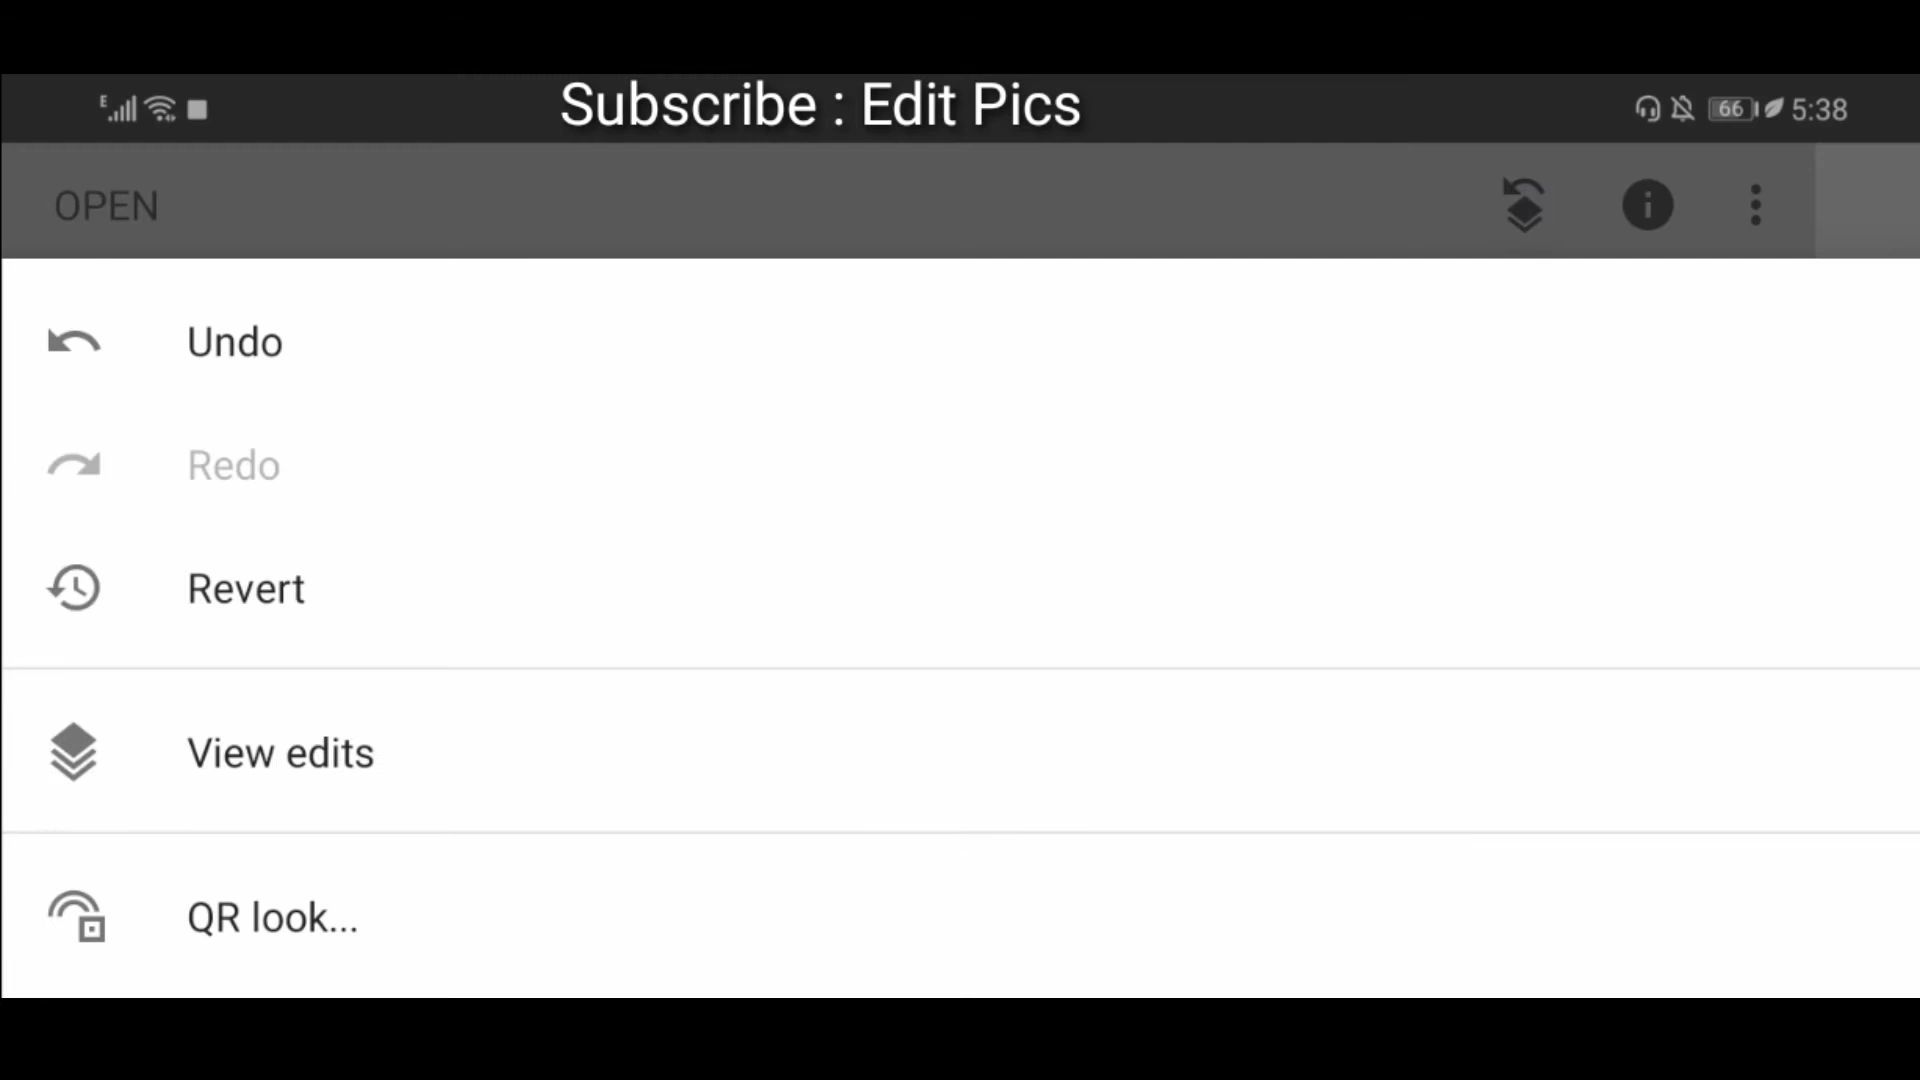 E
Subscribe : Edit Pics
66 5:38
OPEN
Undo
Redo
Revert
View edits
QR look...